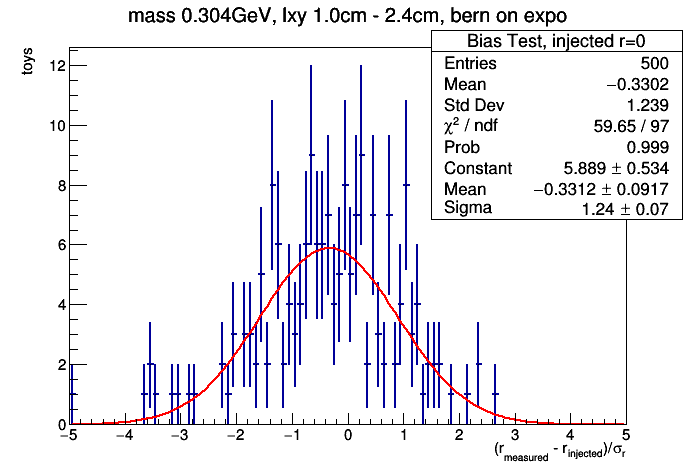 mass 0.304GeV, lxy 1.0cm - 2.4cm, bern on expo
Bias Test, injected r=0
Entries 500
Mean −0.3302
Std Dev 1.239
χ² / ndf 59.65 / 97
Prob 0.999
Constant 5.889 ± 0.534
Mean −0.3312 ± 0.0917
Sigma 1.24 ± 0.07
toys
12
10
8
6
4
2
0
−5 −4 −3 −2 −1 0 1 2 3 4 5
(r_measured - r_injected)/σ_r